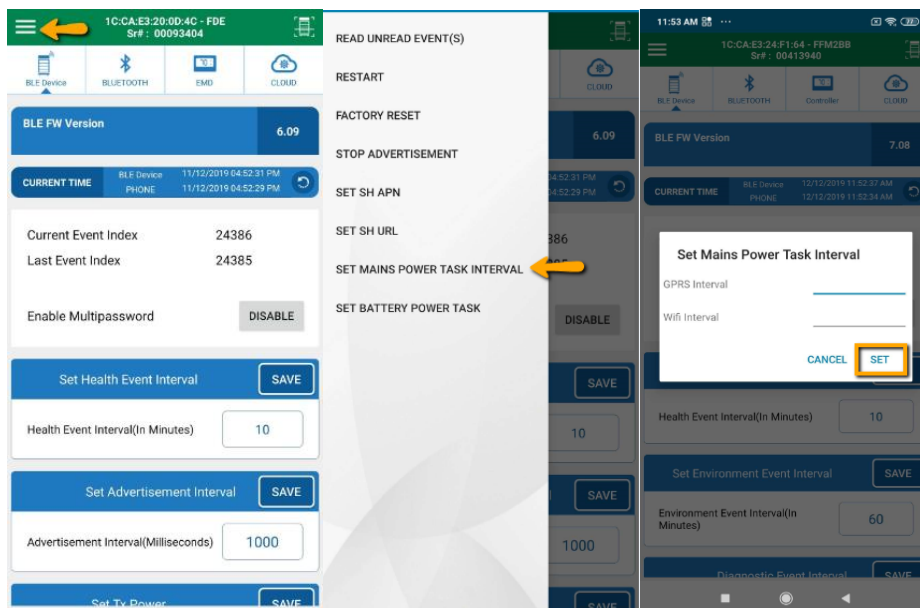 1C:CA:E3:20:0D:4C - FDE
Sr# : 00093404
BLE Device
BLUETOOTH
EMD
CLOUD
BLE FW Version
6.09
CURRENT TIME
BLE Device 11/12/2019 04:52:31 PM
PHONE 11/12/2019 04:52:29 PM
Current Event Index 24386
Last Event Index 24385
Enable Multipassword DISABLE
Set Health Event Interval SAVE
Health Event Interval(In Minutes) 10
Set Advertisement Interval SAVE
Advertisement Interval(Milliseconds) 1000
Set Tx Power SAVE
READ UNREAD EVENT(S)
RESTART
FACTORY RESET
STOP ADVERTISEMENT
SET SH APN
SET SH URL
SET MAINS POWER TASK INTERVAL
SET BATTERY POWER TASK
CLOUD
6.09
04:52:31 PM
04:52:29 PM
386
DISABLE
SAVE
10
SAVE
1000
SAVE
11:53 AM
1C:CA:E3:24:F1:64 - FFM2BB
Sr# : 00413940
BLE Device
BLUETOOTH
Controller
CLOUD
BLE FW Version
7.08
CURRENT TIME
BLE Device 12/12/2019 11:52:37 AM
PHONE 12/12/2019 11:52:34 AM
Set Mains Power Task Interval
GPRS Interval
Wifi Interval
CANCEL SET
Health Event Interval(In Minutes) 10
Set Environment Event Interval SAVE
Environment Event Interval(In
Minutes) 60
Diagnostic Event Interval SAVE